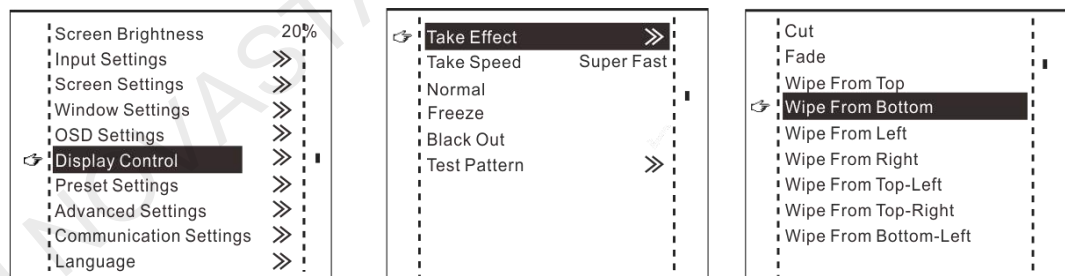 Screen Brightness 20%
Input Settings
Screen Settings
Window Settings
OSD Settings
Display Control
Preset Settings
Advanced Settings
Communication Settings
Language
Take Effect
Take Speed Super Fast
Normal
Freeze
Black Out
Test Pattern
Cut
Fade
Wipe From Top
Wipe From Bottom
Wipe From Left
Wipe From Right
Wipe From Top-Left
Wipe From Top-Right
Wipe From Bottom-Left